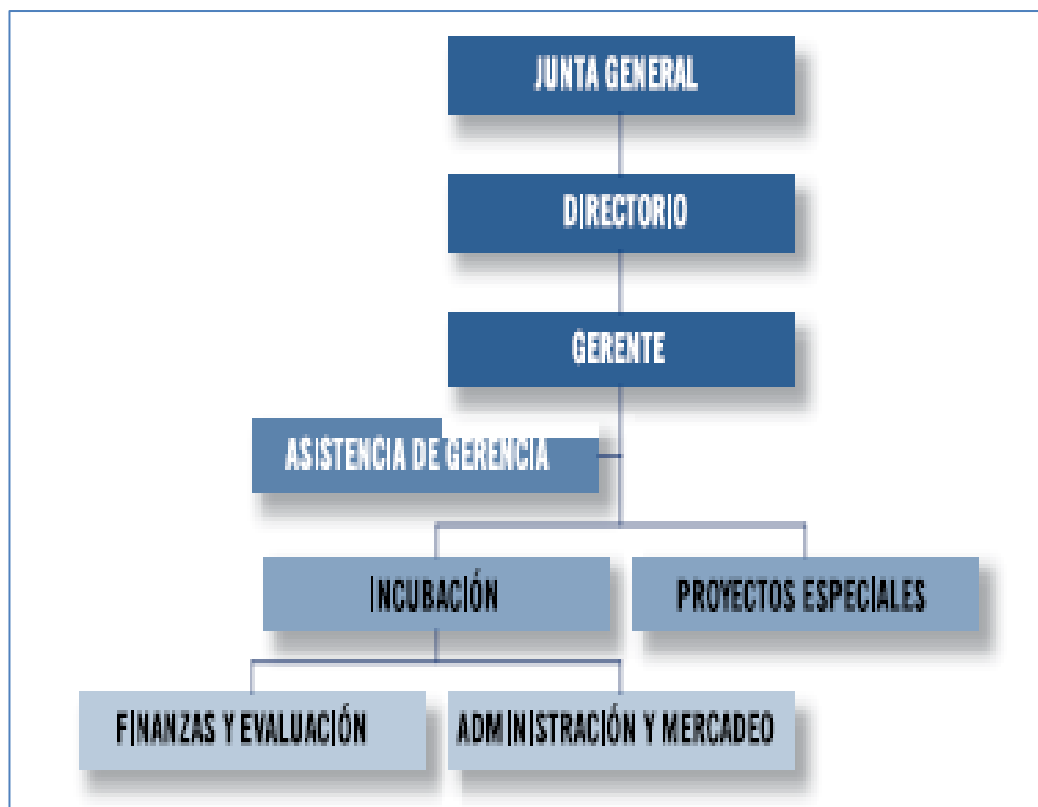 JUNTA GENERAL
DIRECTORIO
GERENTE
ASISTENCIA DE GERENCIA
INCUBACIÓN
PROYECTOS ESPECIALES
FINANZAS Y EVALUACIÓN
ADMINISTRACIÓN Y MERCADEO